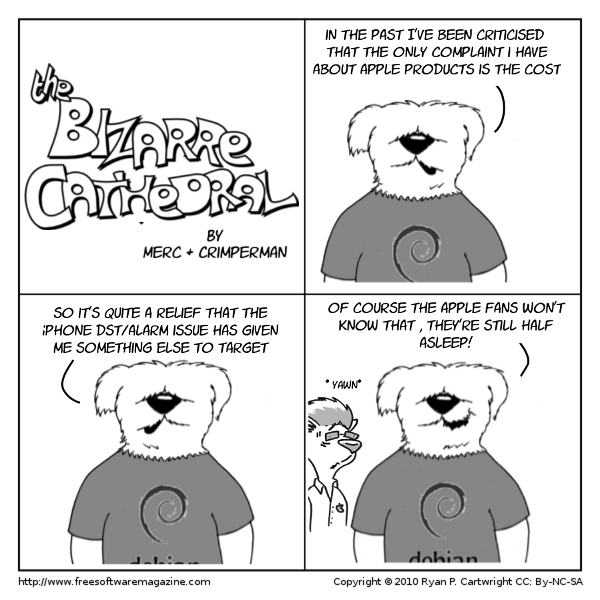 the
BIZARRE
CATHEDRAL
BY
MERC + CRIMPERMAN
IN THE PAST I'VE BEEN CRITICISED
THAT THE ONLY COMPLAINT I HAVE
ABOUT APPLE PRODUCTS IS THE COST
SO IT'S QUITE A RELIEF THAT THE
iPHONE DST/ALARM ISSUE HAS GIVEN
ME SOMETHING ELSE TO TARGET
debian
OF COURSE THE APPLE FANS WON'T
KNOW THAT , THEY'RE STILL HALF
ASLEEP!
* YAWN*
debian
http://www.freesoftwaremagazine.com
Copyright © 2010 Ryan P. Cartwright CC: By-NC-SA